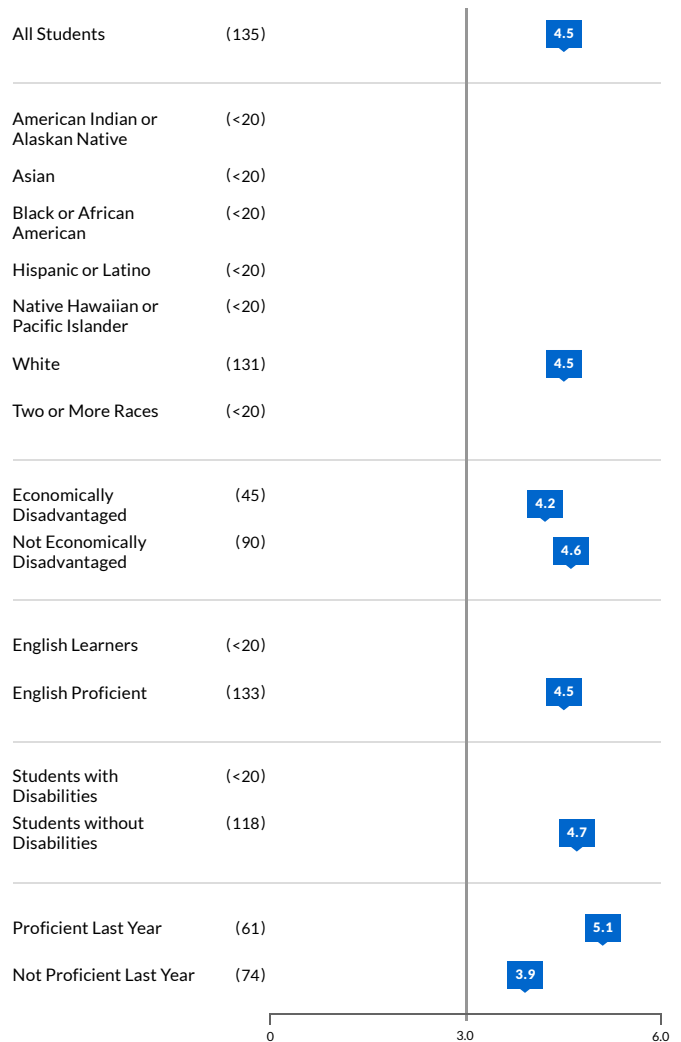 All Students (135) 4.5
American Indian or (<20)
Alaskan Native
Asian (<20)
Black or African (<20)
American
Hispanic or Latino (<20)
Native Hawaiian or (<20)
Pacific Islander
White (131) 4.5
Two or More Races (<20)
Economically (45) 4.2
Disadvantaged
Not Economically (90) 4.6
Disadvantaged
English Learners (<20)
English Proficient (133) 4.5
Students with (<20)
Disabilities
Students without (118) 4.7
Disabilities
Proficient Last Year (61) 5.1
Not Proficient Last Year (74) 3.9
0 3.0 6.0